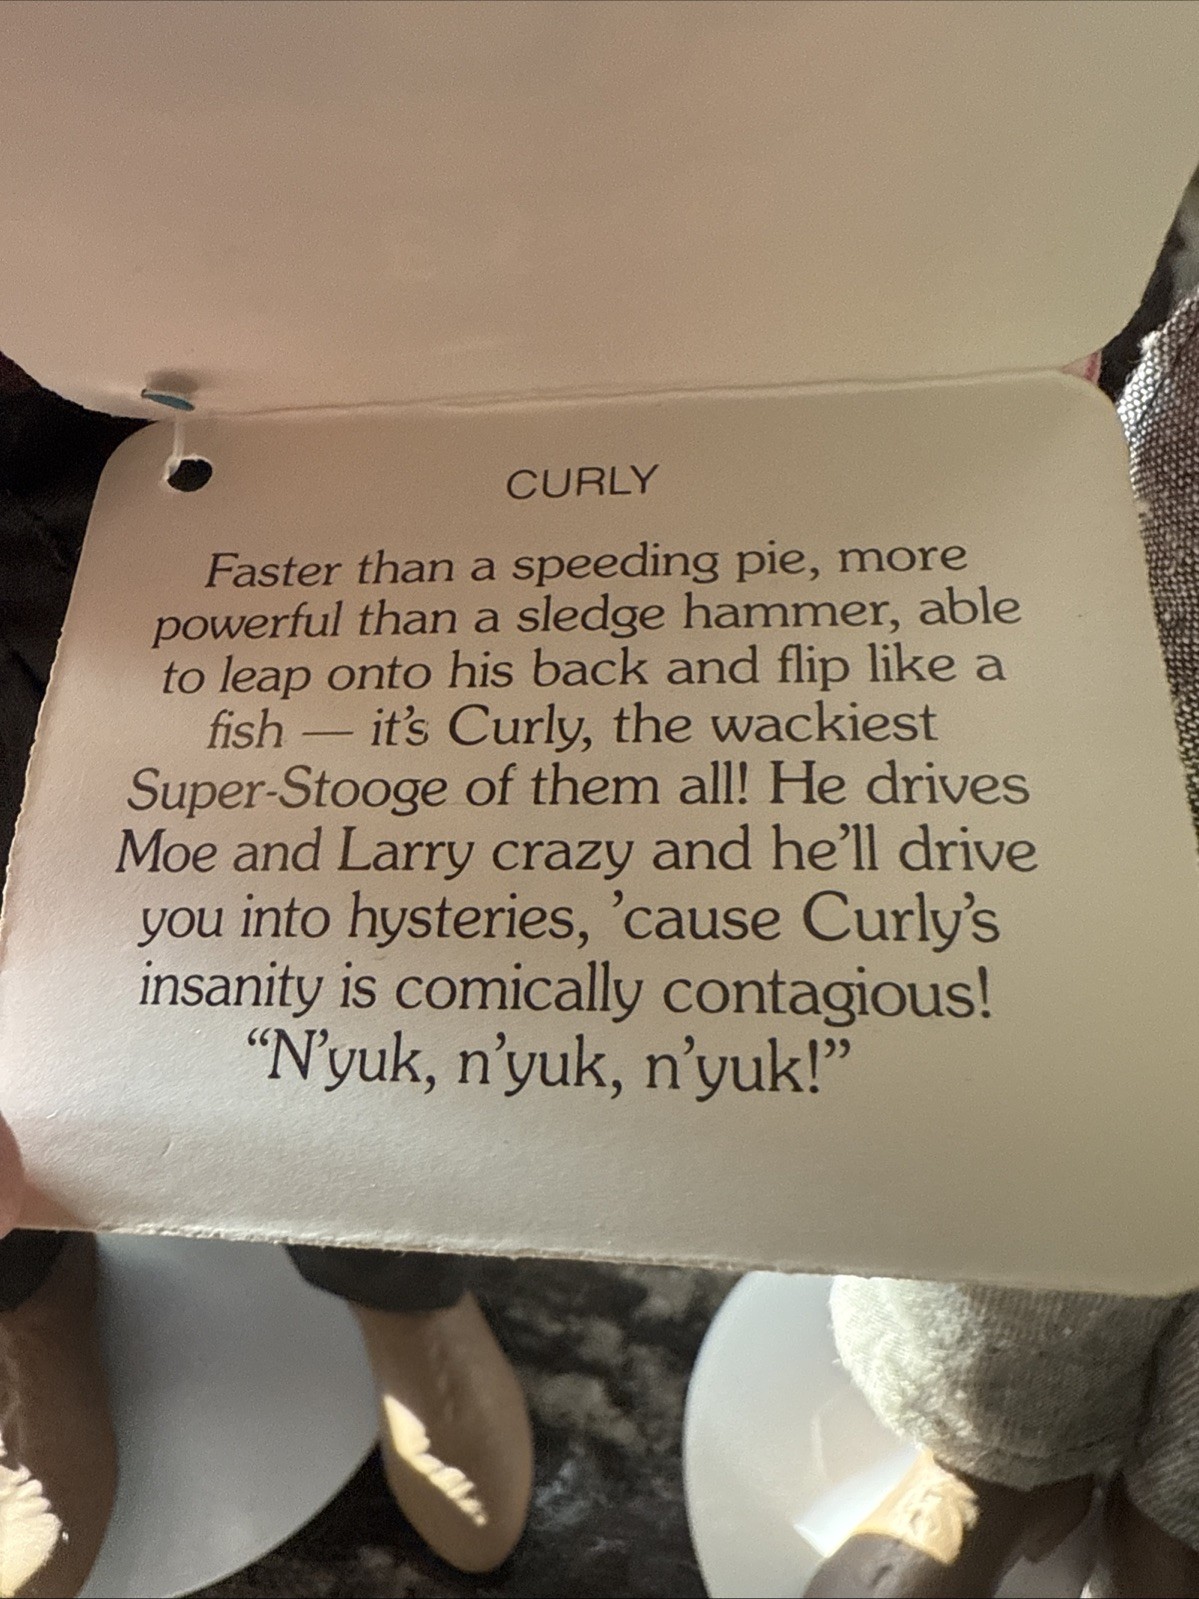 CURLY
Faster than a speeding pie, more
powerful than a sledge hammer, able
to leap onto his back and flip like a
fish — it's Curly, the wackiest
Super-Stooge of them all! He drives
Moe and Larry crazy and he'll drive
you into hysteries, 'cause Curly's
insanity is comically contagious!
“N'yuk, n'yuk, n'yuk!”